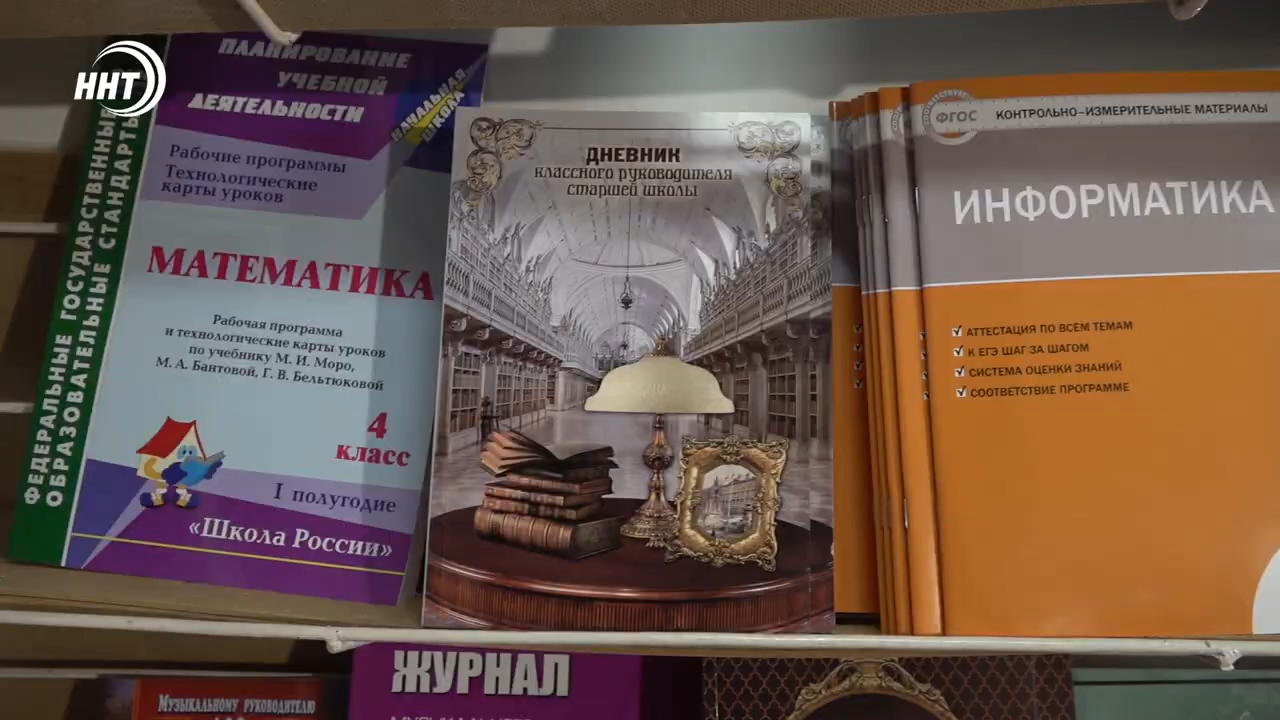 ННТ
ПЛАНИРОВАНИЕ
УЧЕБНОЙ
ДЕЯТЕЛЬНОСТИ
НАЧАЛЬНАЯ
ШКОЛА
ФЕДЕРАЛЬНЫЕ ГОСУДАРСТВЕННЫЕ
ОБРАЗОВАТЕЛЬНЫЕ СТАНДАРТЫ
Рабочие программы
Технологические
карты уроков
МАТЕМАТИКА
Рабочая программа
и технологические карты уроков
по учебнику М. И. Моро,
М. А. Бантовой, Г. В. Бельтюковой
4
класс
I полугодие
«Школа России»
ДНЕВНИК
классного руководителя
старшей школы
СООТВЕТСТВУЕТ
ФГОС
КОНТРОЛЬНО-ИЗМЕРИТЕЛЬНЫЕ МАТЕРИАЛЫ
ИНФОРМАТИКА
АТТЕСТАЦИЯ ПО ВСЕМ ТЕМАМ
К ЕГЭ ШАГ ЗА ШАГОМ
СИСТЕМА ОЦЕНКИ ЗНАНИЙ
СООТВЕТСТВИЕ ПРОГРАММЕ
Музыкальному руководителю
ЖУРНАЛ